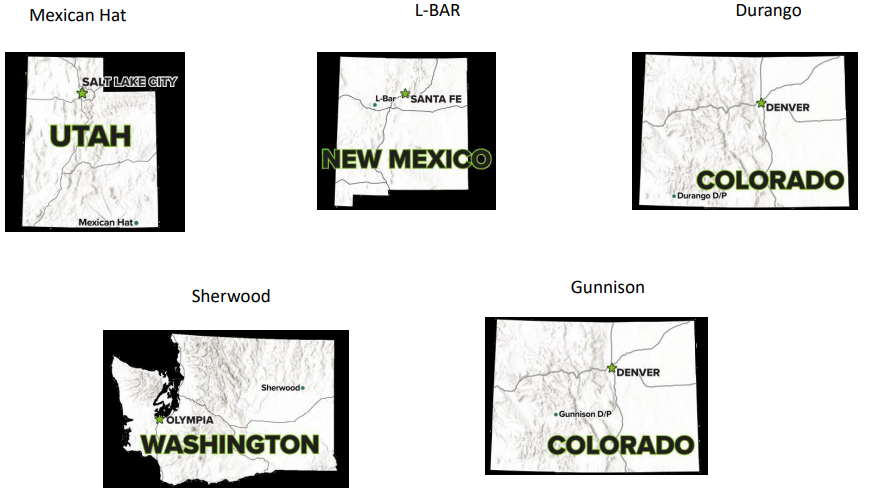 Mexican Hat
L-BAR
Durango
SALT LAKE CITY
UTAH
Mexican Hat
L-Bar
SANTA FE
NEW MEXICO
DENVER
COLORADO
Durango D/P
Sherwood
Gunnison
Sherwood
OLYMPIA
WASHINGTON
DENVER
Gunnison D/P
COLORADO